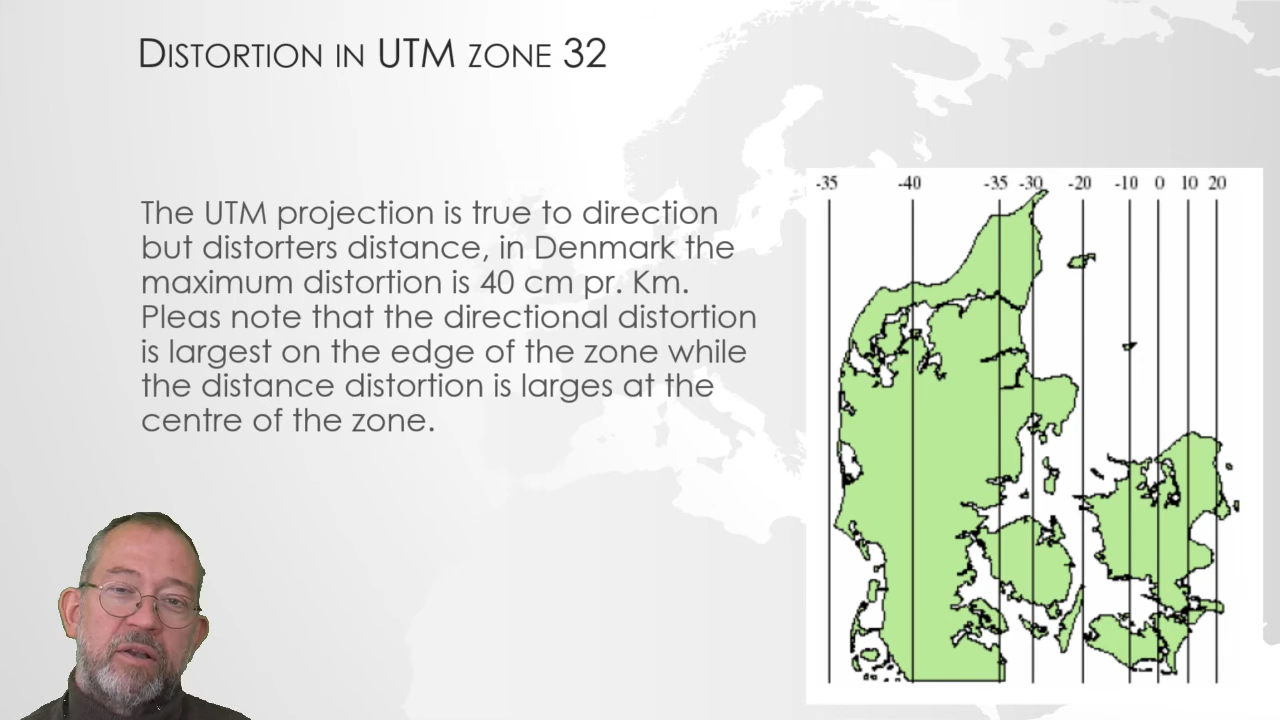 DISTORTION IN UTM ZONE 32
The UTM projection is true to direction
but distorters distance, in Denmark the
maximum distortion is 40 cm pr. Km.
Pleas note that the directional distortion
is largest on the edge of the zone while
the distance distortion is larges at the
centre of the zone.
-35 -40 -35 -30 -20 -10 0 10 20